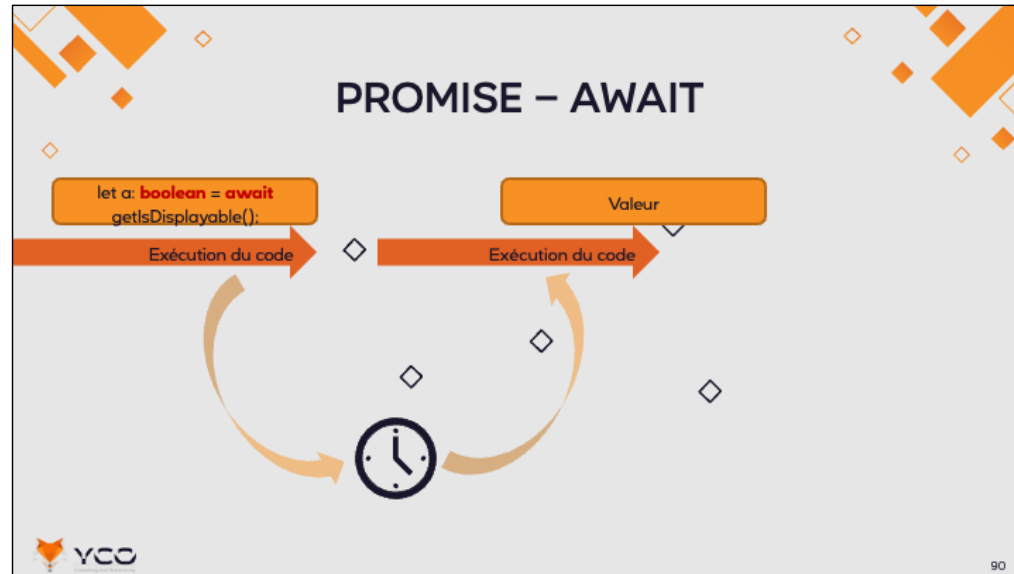 PROMISE – AWAIT
let a: boolean = await
getIsDisplayable();
Valeur
Exécution du code
Exécution du code
YCO
90